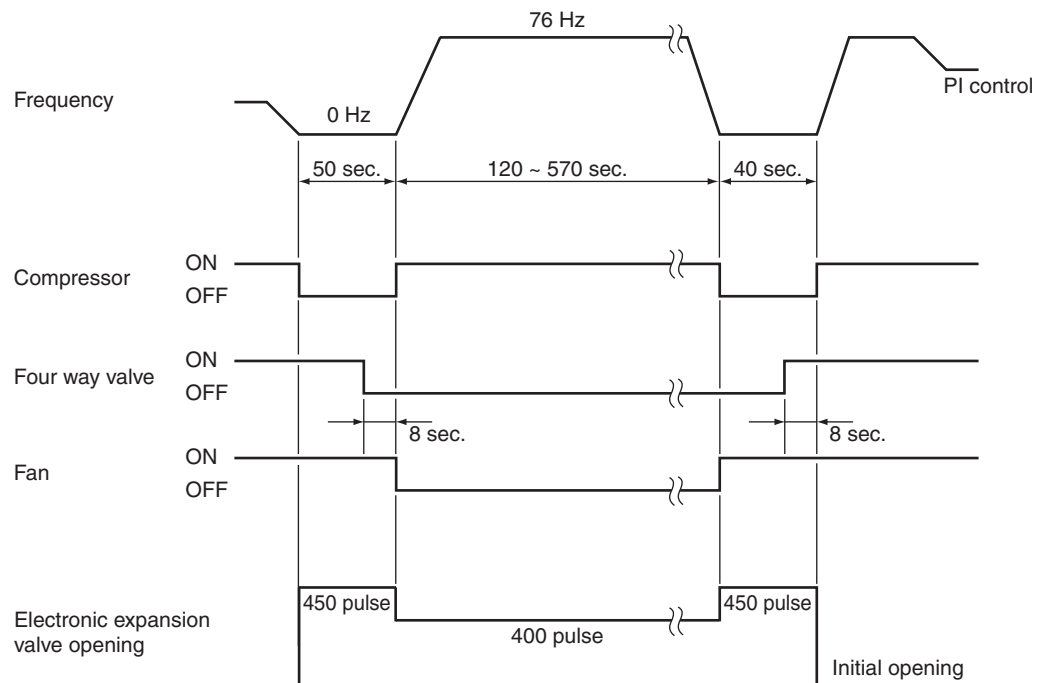 76 Hz
Frequency
PI control
0 Hz
50 sec.
120 ~ 570 sec.
40 sec.
Compressor
ON
OFF
Four way valve
ON
OFF
8 sec.
8 sec.
Fan
ON
OFF
Electronic expansion
valve opening
450 pulse
400 pulse
450 pulse
Initial opening